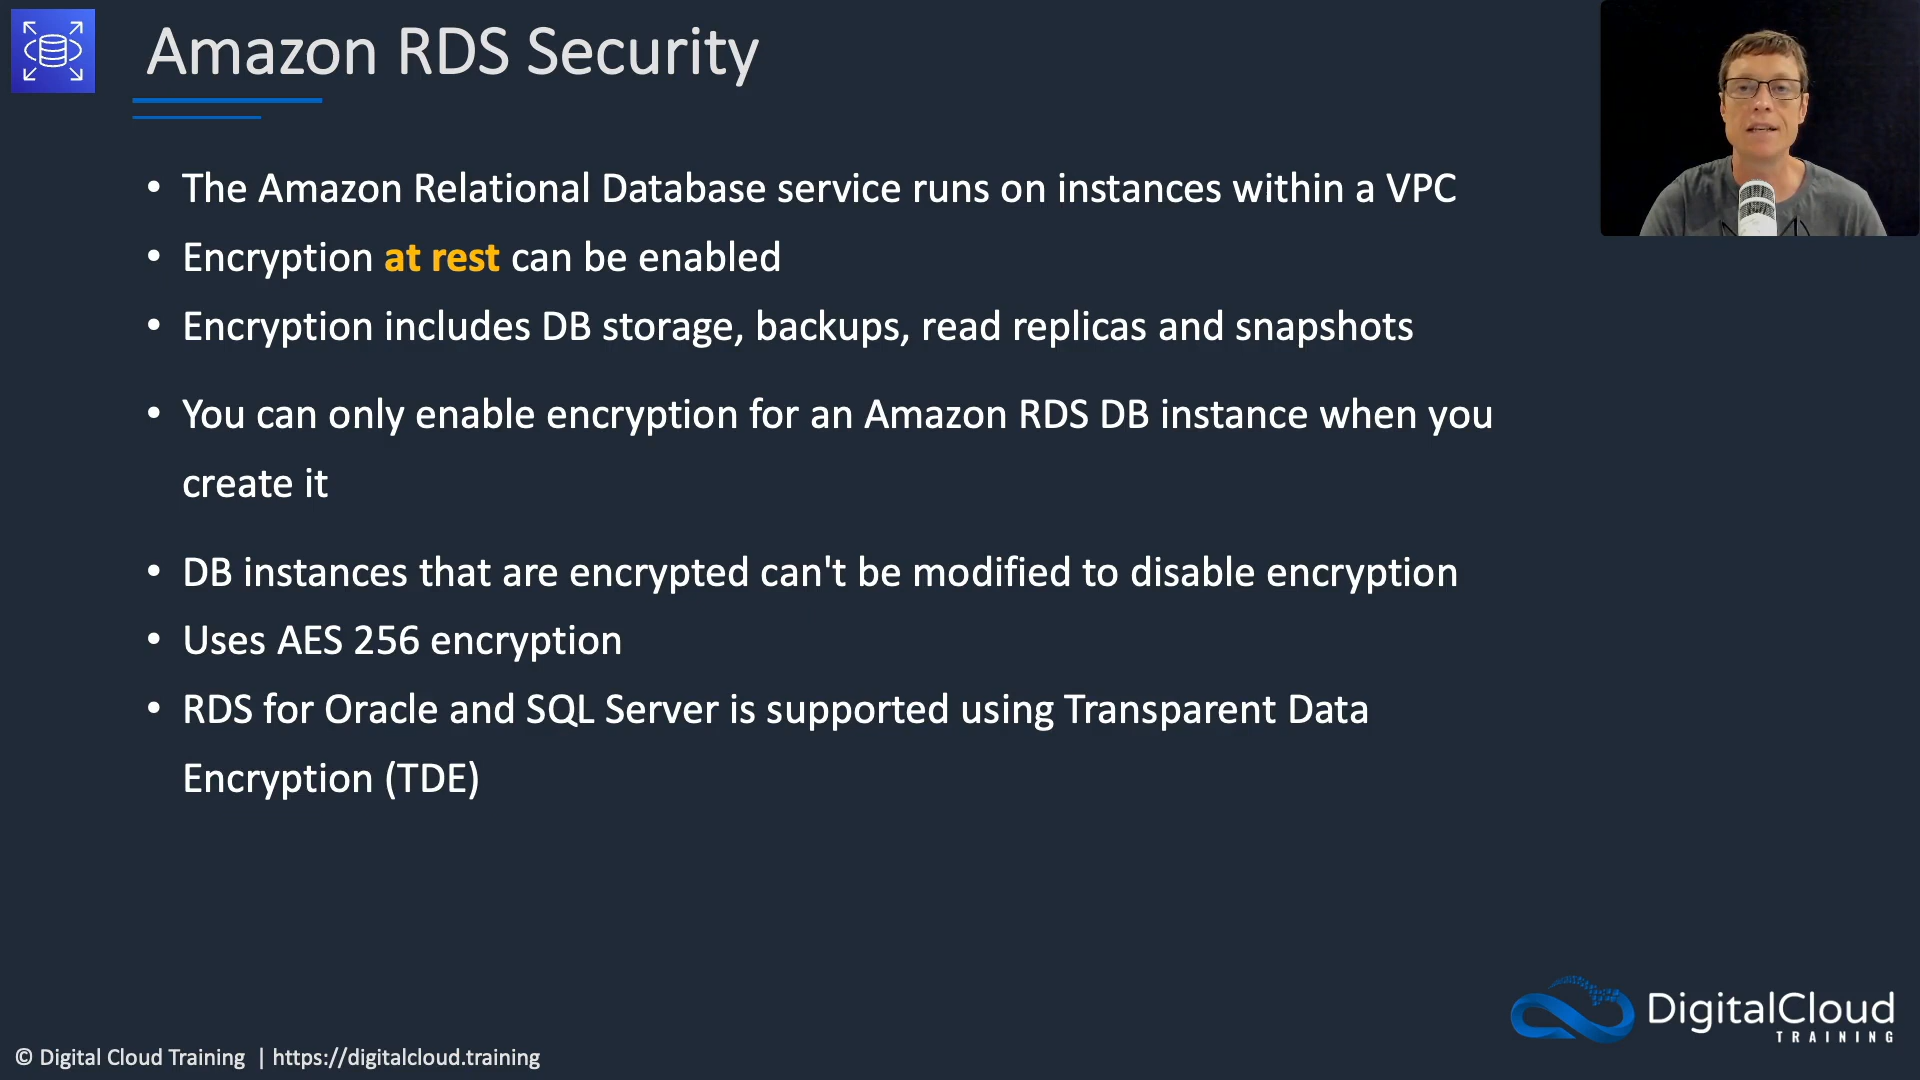 Amazon RDS Security
• The Amazon Relational Database service runs on instances within a VPC
• Encryption at rest can be enabled
• Encryption includes DB storage, backups, read replicas and snapshots
• You can only enable encryption for an Amazon RDS DB instance when you
create it
• DB instances that are encrypted can't be modified to disable encryption
• Uses AES 256 encryption
• RDS for Oracle and SQL Server is supported using Transparent Data
Encryption (TDE)
DigitalCloud
TRAINING
© Digital Cloud Training | https://digitalcloud.training